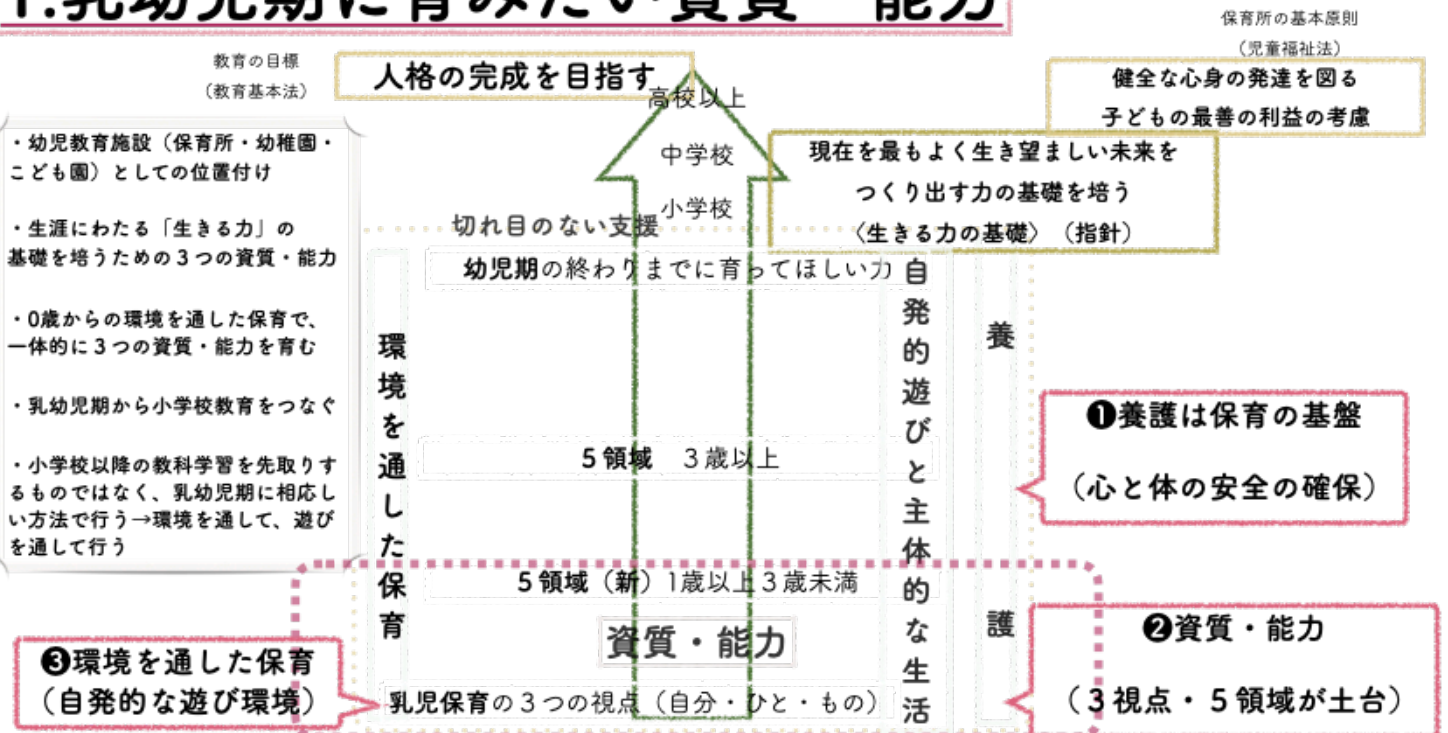 1.乳幼児期に育みたい資質・能力
保育所の基本原則
（児童福祉法）
教育の目標
（教育基本法）
人格の完成を目指す
健全な心身の発達を図る
子どもの最善の利益の考慮
高校以上
中学校
小学校
現在を最もよく生き望ましい未来を
つくり出す力の基礎を培う
〈生きる力の基礎〉（指針）
・幼児教育施設（保育所・幼稚園・
こども園）としての位置付け
・生涯にわたる「生きる力」の
基礎を培うための３つの資質・能力
・0歳からの環境を通した保育で、
一体的に３つの資質・能力を育む
・乳幼児期から小学校教育をつなぐ
・小学校以降の教科学習を先取りす
るものではなく、乳幼児期に相応し
い方法で行う→環境を通して、遊び
を通して行う
切れ目のない支援
幼児期の終わりまでに育ってほしい力
環境を通した保育
自発的遊びと主体的な生活
養護
５領域　３歳以上
５領域（新）1歳以上３歳未満
資質・能力
乳児保育の３つの視点（自分・ひと・もの）
❶養護は保育の基盤
（心と体の安全の確保）
❷資質・能力
（３視点・５領域が土台）
❸環境を通した保育
（自発的な遊び環境）